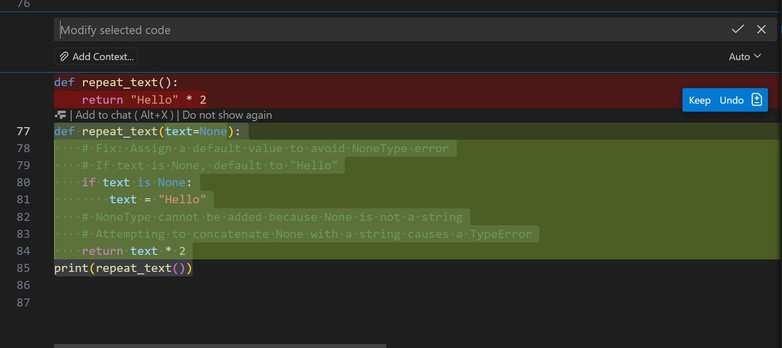 76
Modify selected code
Add Context...
Auto
def repeat_text():
    return "Hello" * 2
Keep Undo
| Add to chat ( Alt+X ) | Do not show again
77 def repeat_text(text=None):
78     # Fix: Assign a default value to avoid NoneType error
79     # If text is None, default to "Hello"
80     if text is None:
81         text = "Hello"
82     # NoneType cannot be added because None is not a string
83     # Attempting to concatenate None with a string causes a TypeError
84     return text * 2
85 print(repeat_text())
86
87